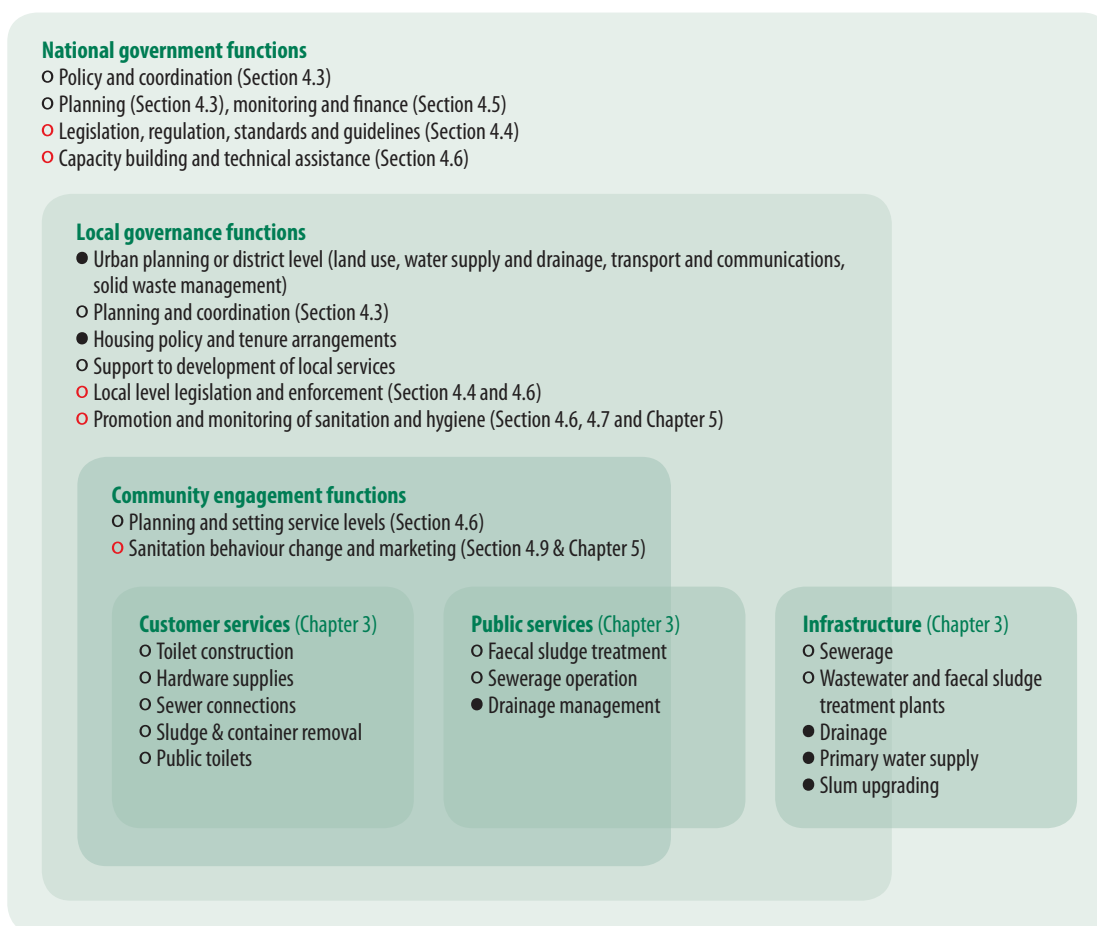 National government functions
o Policy and coordination (Section 4.3)
o Planning (Section 4.3), monitoring and finance (Section 4.5)
o Legislation, regulation, standards and guidelines (Section 4.4)
o Capacity building and technical assistance (Section 4.6)
Local governance functions
● Urban planning or district level (land use, water supply and drainage, transport and communications,
solid waste management)
o Planning and coordination (Section 4.3)
● Housing policy and tenure arrangements
o Support to development of local services
o Local level legislation and enforcement (Section 4.4 and 4.6)
o Promotion and monitoring of sanitation and hygiene (Section 4.6, 4.7 and Chapter 5)
Community engagement functions
o Planning and setting service levels (Section 4.6)
o Sanitation behaviour change and marketing (Section 4.9 & Chapter 5)
Customer services (Chapter 3)
o Toilet construction
o Hardware supplies
o Sewer connections
o Sludge & container removal
o Public toilets
Public services (Chapter 3)
o Faecal sludge treatment
o Sewerage operation
● Drainage management
Infrastructure (Chapter 3)
o Sewerage
o Wastewater and faecal sludge
treatment plants
● Drainage
● Primary water supply
● Slum upgrading